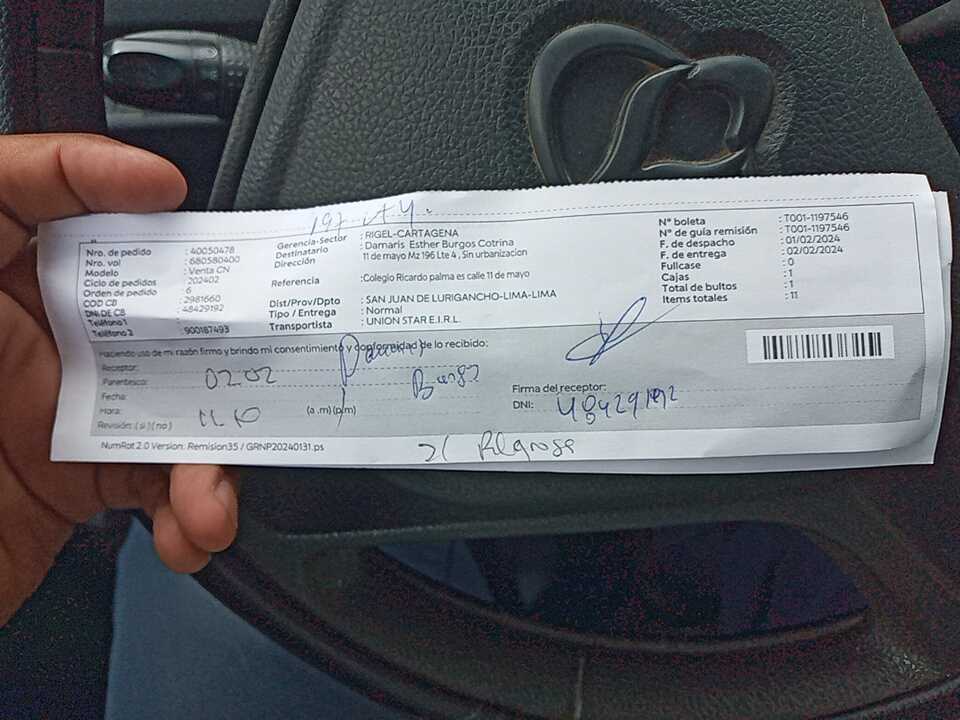 197 LT4.
Nro. de pedido : 40050478
Nro. vol : 680580400
Modelo : Venta CN
Ciclo de pedidos : 202402
Orden de pedido : 6
COD CB : 2981660
DNI DE CB : 48429192
Teléfono 1 :
Teléfono 2 : 900187493
Gerencia-Sector : RIGEL-CARTAGENA
Destinatario : Damaris Esther Burgos Cotrina
Dirección : 11 de mayo Mz 196 Lte 4 , Sin urbanizacion
Referencia : Colegio Ricardo palma es calle 11 de mayo
Dist/Prov/Dpto : SAN JUAN DE LURIGANCHO-LIMA-LIMA
Tipo / Entrega : Normal
Transportista : UNION STAR E.I.R.L
N° boleta : T001-1197546
N° de guía remisión : T001-1197546
F. de despacho : 01/02/2024
F. de entrega : 02/02/2024
Fullcase : 0
Cajas : 1
Total de bultos : 1
Items totales : 11
Haciendo uso de mi razón firmo y brindo mi consentimiento y conformidad de lo recibido:
Receptor: Damaris
Parentesco: Burgos
Fecha: 02.02
Hora: 11.10 (a .m) (p/m)
Revisión: ( si ) ( no )
Firma del receptor:
DNI: 48429192
NumRot 2.0 Version: Remision35 / GRNP20240131.ps